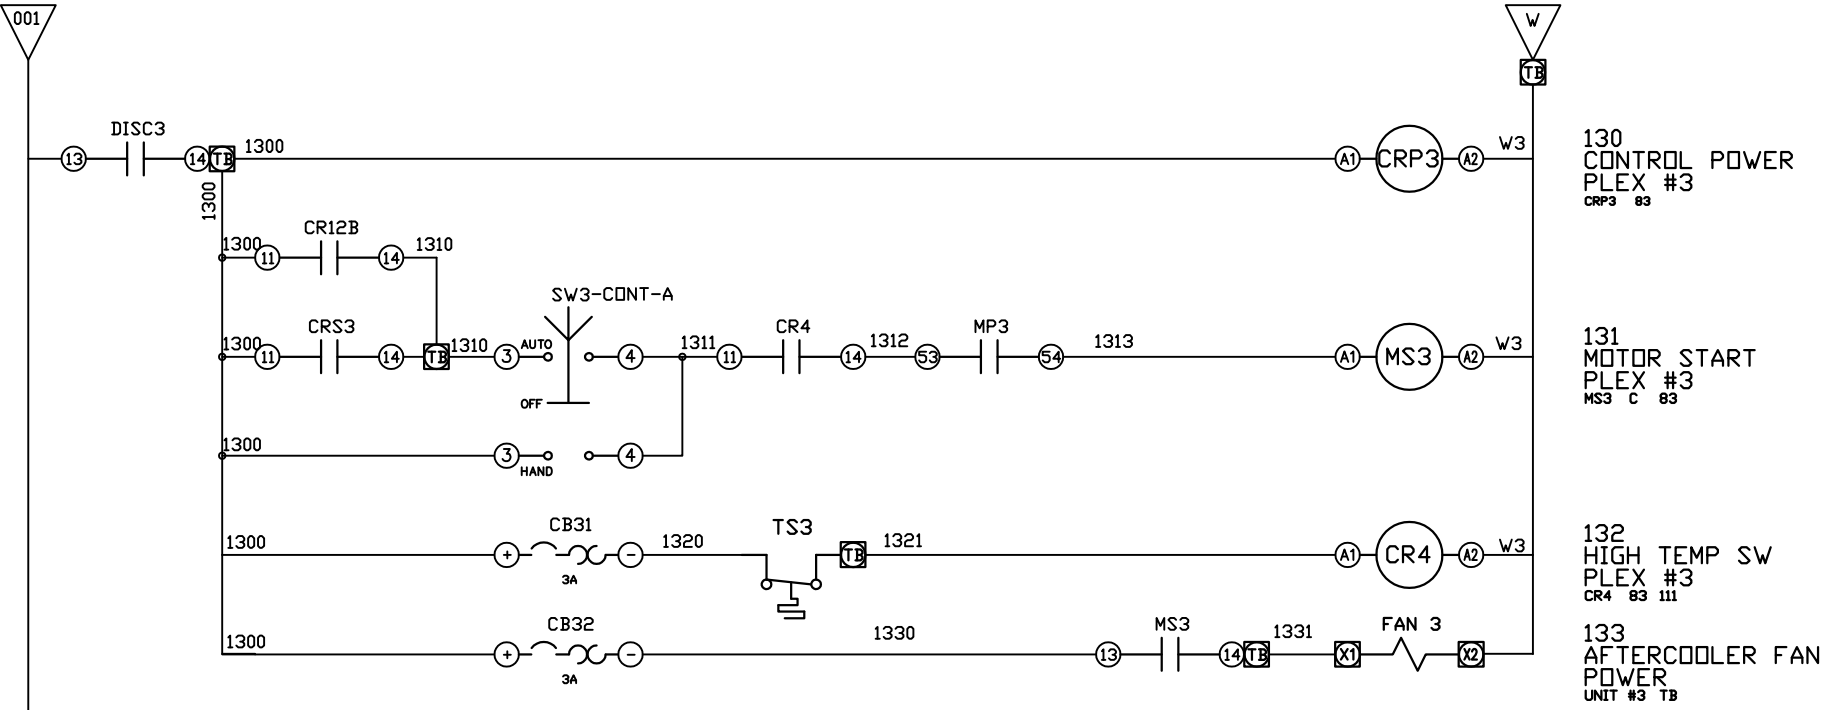 001
W
TB
DISC3
13
14
TB
1300
A1
CRP3
A2
W3
130
CONTROL POWER
PLEX #3
CRP3 83
1300
CR12B
1300
11
14
1310
SW3-CONT-A
CRS3
1300
11
14
TB
1310
3
AUTO
4
1311
CR4
11
14
1312
MP3
53
54
1313
A1
MS3
A2
W3
131
MOTOR START
PLEX #3
MS3 C 83
OFF
1300
3
HAND
4
CB31
1300
+
-
3A
1320
TS3
TB
1321
A1
CR4
A2
W3
132
HIGH TEMP SW
PLEX #3
CR4 83 111
CB32
1300
+
-
3A
1330
MS3
13
14
TB
1331
FAN 3
X1
X2
133
AFTERCOOLER FAN
POWER
UNIT #3 TB